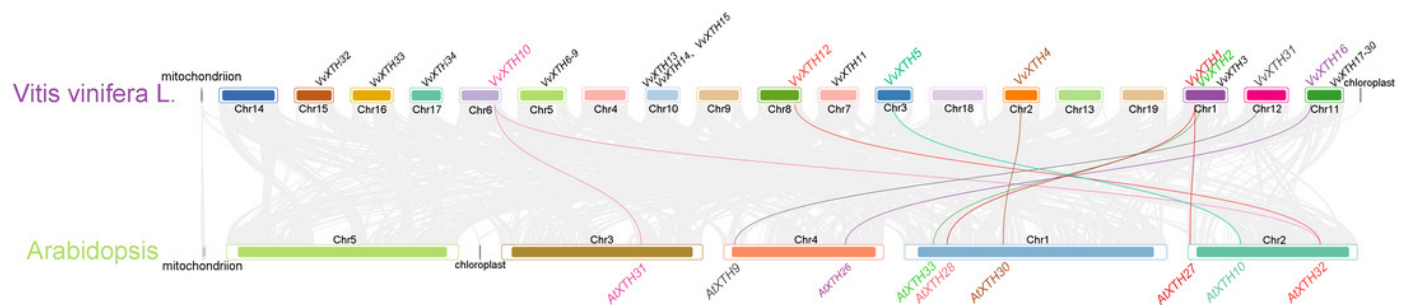 VvXTH32
VvXTH33
VvXTH34
VvXTH10
VvXTH6-9
VvXTH13
VvXTH14、VvXTH15
VvXTH12
VvXTH11
VvXTH5
VvXTH4
VvXTH1
VvXTH2
VvXTH3
VvXTH31
VvXTH16
VvXTH17-30
mitochondriion
chloroplast
Vitis vinifera L.
Chr14 Chr15 Chr16 Chr17 Chr6 Chr5 Chr4 Chr10 Chr9 Chr8 Chr7 Chr3 Chr18 Chr2 Chr13 Chr19 Chr1 Chr12 Chr11
Arabidopsis
Chr5 Chr3 Chr4 Chr1 Chr2
mitochondriion
chloroplast
AtXTH31
AtXTH9
AtXTH26
AtXTH33
AtXTH28
AtXTH30
AtXTH27
AtXTH10
AtXTH32